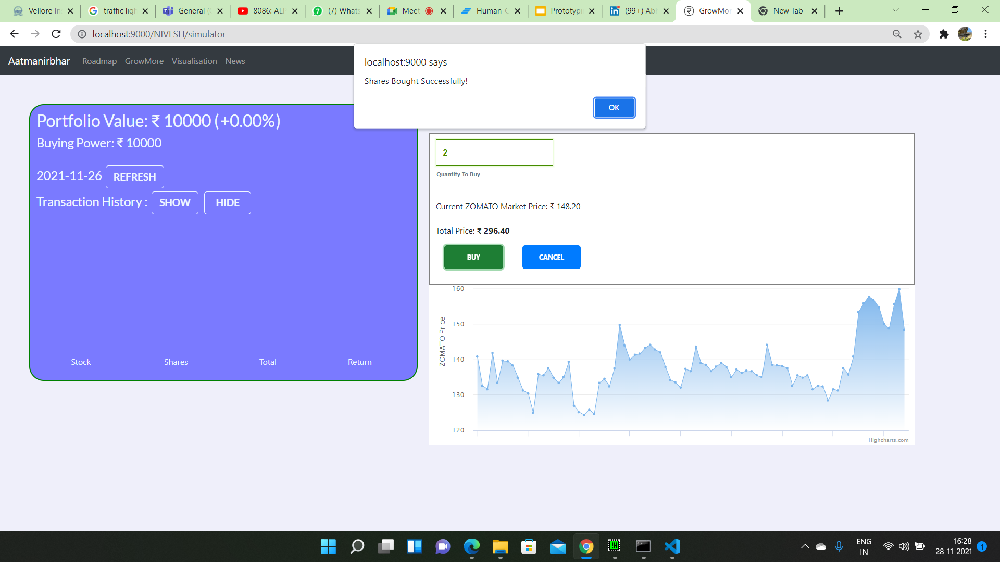 Vellore In
traffic ligh
General (
8086: ALP
(7) Whats
Meet
Human-C
Prototypi
(99+) Abh
GrowMor
New Tab
localhost:9000/NIVESH/simulator
Aatmanirbhar
Roadmap
GrowMore
Visualisation
News
localhost:9000 says
Shares Bought Successfully!
OK
Portfolio Value: ₹ 10000 (+0.00%)
Buying Power: ₹ 10000
2021-11-26
REFRESH
Transaction History :
SHOW
HIDE
Stock
Shares
Total
Return
2
Quantity To Buy
Current ZOMATO Market Price: ₹ 148.20
Total Price: ₹ 296.40
BUY
CANCEL
ZOMATO Price
160
150
140
130
120
Highcharts.com
ENG
IN
16:28
28-11-2021
1